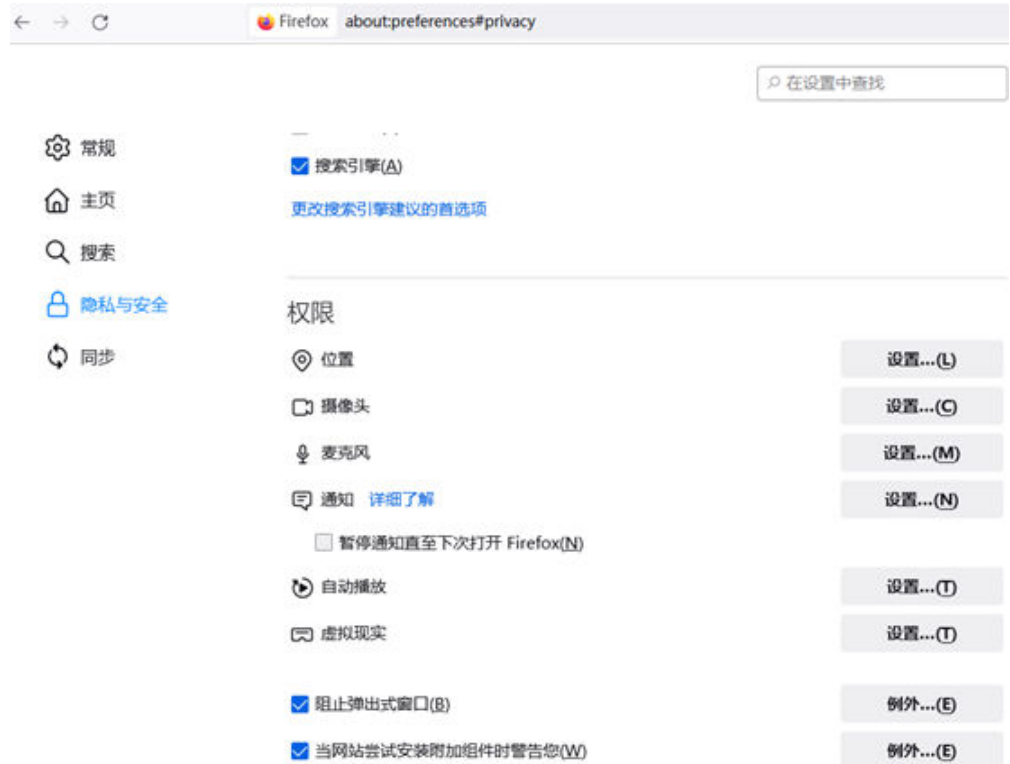 Firefox about:preferences#privacy
在设置中查找
常规
主页
搜索
隐私与安全
同步
搜索引擎(A)
更改搜索引擎建议的首选项
权限
位置 设置...(L)
摄像头 设置...(C)
麦克风 设置...(M)
通知 详细了解 设置...(N)
暂停通知直至下次打开 Firefox(N)
自动播放 设置...(T)
虚拟现实 设置...(T)
阻止弹出式窗口(B) 例外...(E)
当网站尝试安装附加组件时警告您(W) 例外...(E)